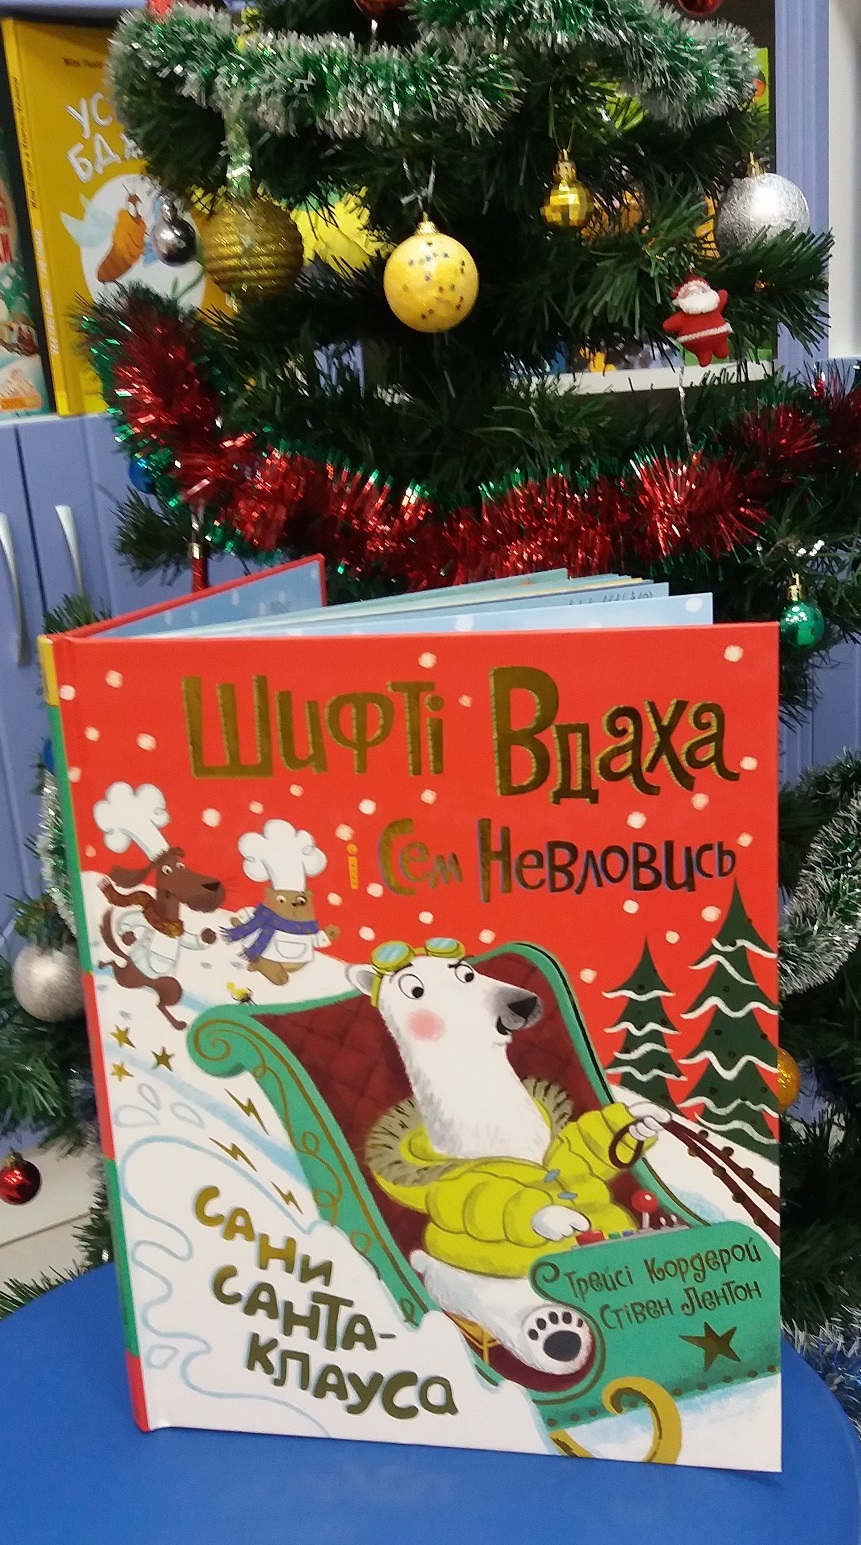 Шифті Вдаха
і Сем Невловись
Сани
Санта-
Клауса
Трейсі Кордерой
Стівен Лентон